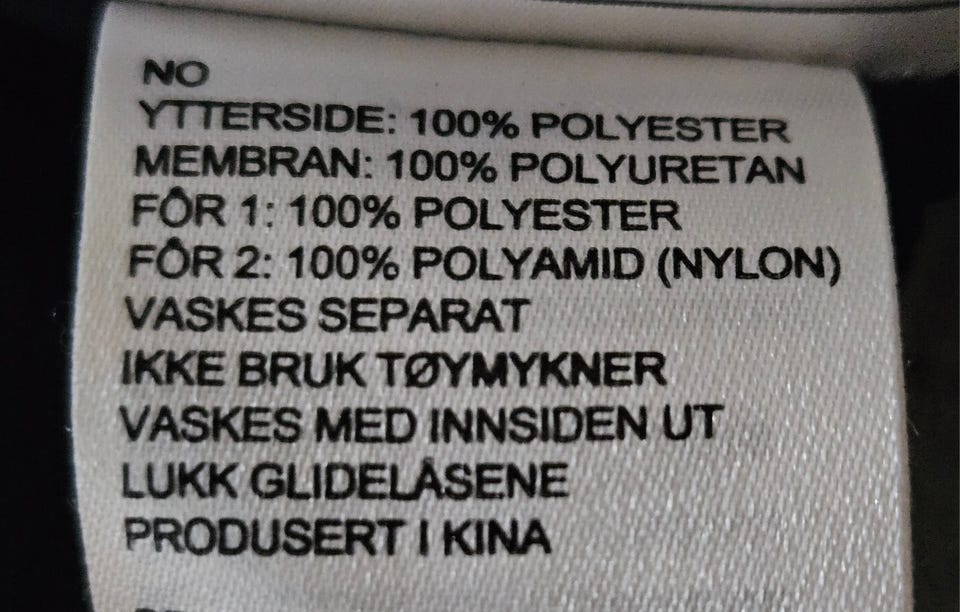 NO
YTTERSIDE: 100% POLYESTER
MEMBRAN: 100% POLYURETAN
FÔR 1: 100% POLYESTER
FÔR 2: 100% POLYAMID (NYLON)
VASKES SEPARAT
IKKE BRUK TØYMYKNER
VASKES MED INNSIDEN UT
LUKK GLIDELÅSENE
PRODUSERT I KINA